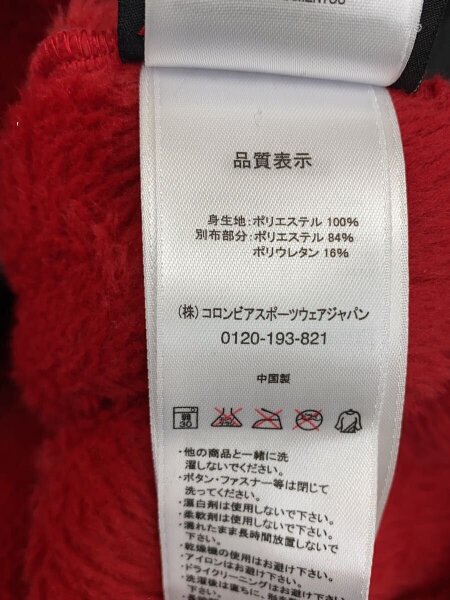 品質表示
身生地:ポリエステル 100%
別布部分:ポリエステル 84%
ポリウレタン 16%
(株) コロンビアスポーツウェアジャパン
0120-193-821
中国製
・他の商品と一緒に洗
濯しないでください。
・ボタン・ファスナー等は閉じて
洗ってください。
・漂白剤は使用しないで下さい。
・柔軟剤は使用しないで下さい。
・濡れたまま長時間放置しないで
下さい。
・乾燥機の使用はお避け下さい。
・アイロンはお避け下さい。
・ドライクリーニングはお避け下さい。
・洗濯後は直ちに、形を